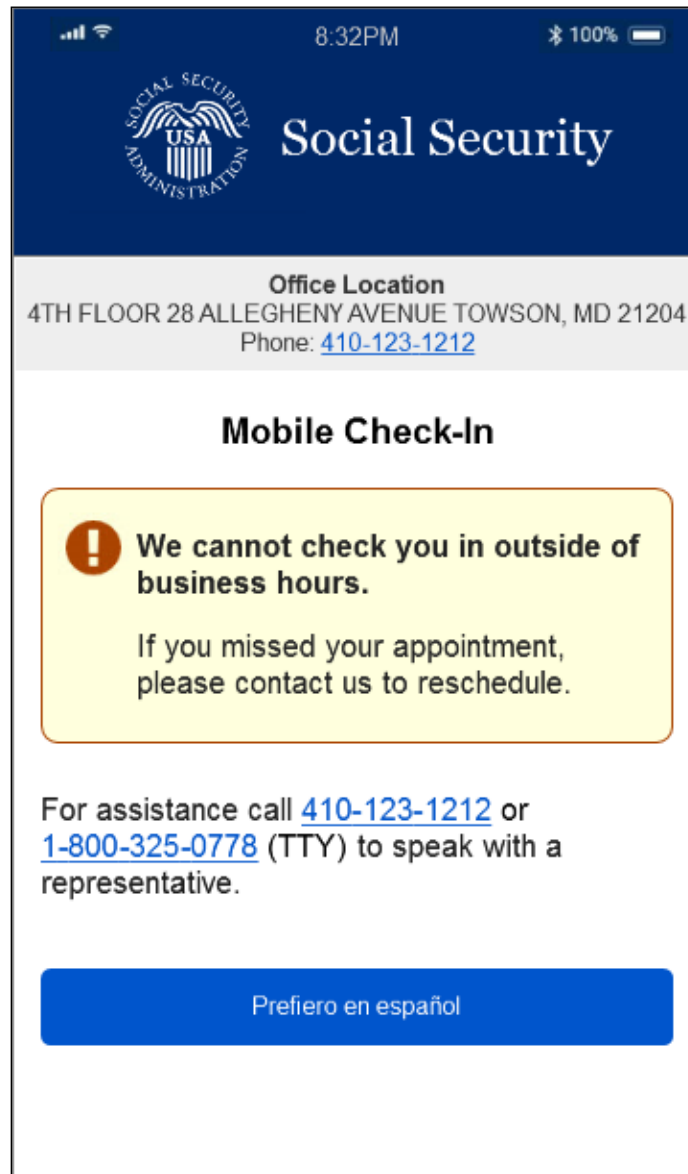 8:32PM
100%
SOCIAL SECURITY ADMINISTRATION
USA
Social Security
Office Location
4TH FLOOR 28 ALLEGHENY AVENUE TOWSON, MD 21204
Phone: 410-123-1212
Mobile Check-In
We cannot check you in outside of
business hours.
If you missed your appointment,
please contact us to reschedule.
For assistance call 410-123-1212 or
1-800-325-0778 (TTY) to speak with a
representative.
Prefiero en español